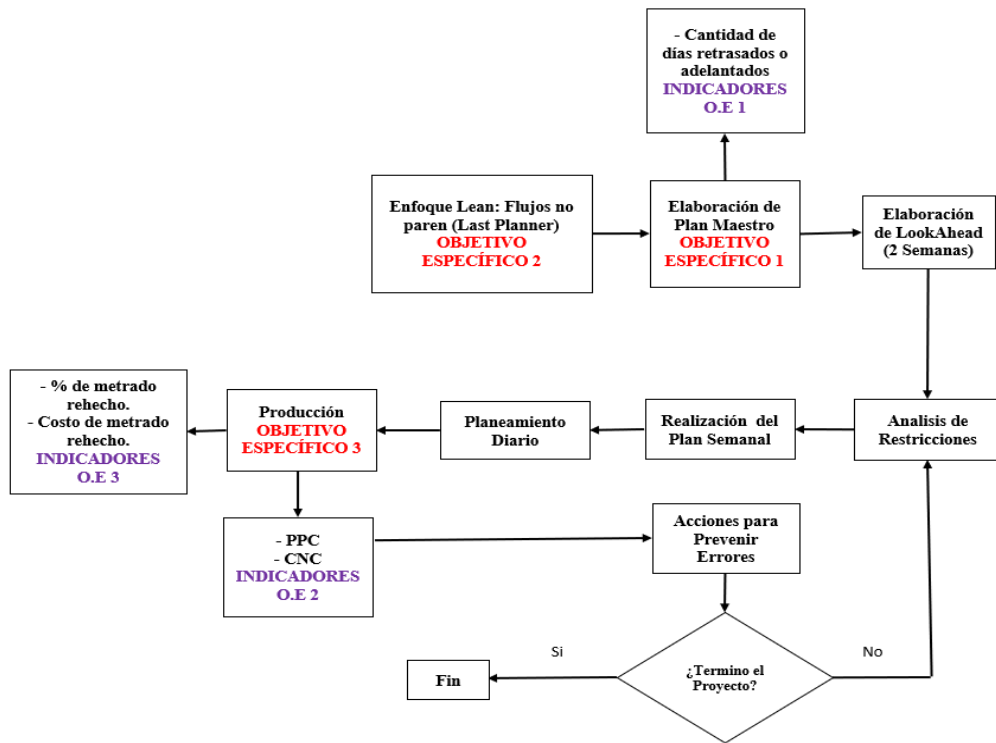 - Cantidad de
días retrasados o
adelantados
INDICADORES
O.E 1
Enfoque Lean: Flujos no
paren (Last Planner)
OBJETIVO
ESPECÍFICO 2
Elaboración de
Plan Maestro
OBJETIVO
ESPECÍFICO 1
Elaboración
de LookAhead
(2 Semanas)
- % de metrado
rehecho.
- Costo de metrado
rehecho.
INDICADORES
O.E 3
Producción
OBJETIVO
ESPECÍFICO 3
Planeamiento
Diario
Realización del
Plan Semanal
Analisis de
Restricciones
- PPC
- CNC
INDICADORES
O.E 2
Acciones para
Prevenir
Errores
Si
¿Termino el
Proyecto?
No
Fin